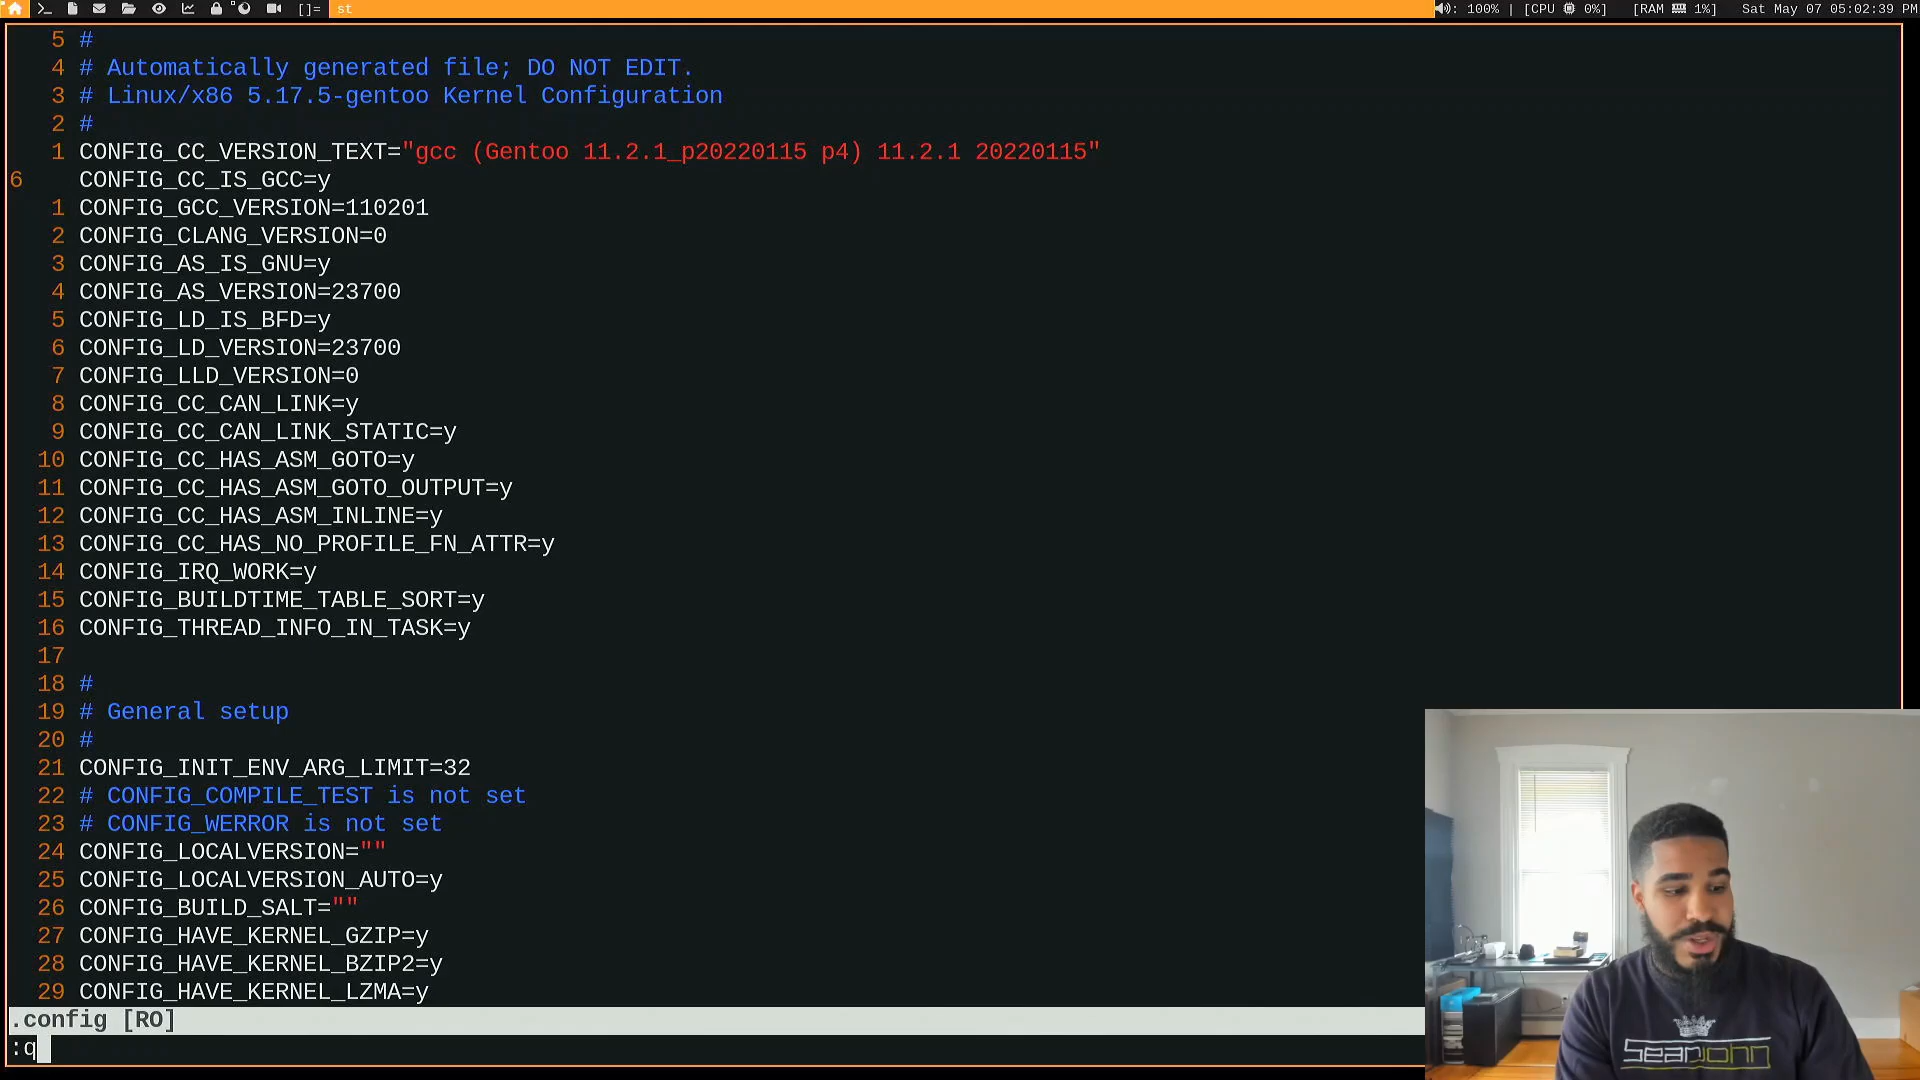 []= st : 100% | [CPU 0%] [RAM 1%] Sat May 07 05:02:39 PM
5 #
4 # Automatically generated file; DO NOT EDIT.
3 # Linux/x86 5.17.5-gentoo Kernel Configuration
2 #
1 CONFIG_CC_VERSION_TEXT="gcc (Gentoo 11.2.1_p20220115 p4) 11.2.1 20220115"
6 CONFIG_CC_IS_GCC=y
1 CONFIG_GCC_VERSION=110201
2 CONFIG_CLANG_VERSION=0
3 CONFIG_AS_IS_GNU=y
4 CONFIG_AS_VERSION=23700
5 CONFIG_LD_IS_BFD=y
6 CONFIG_LD_VERSION=23700
7 CONFIG_LLD_VERSION=0
8 CONFIG_CC_CAN_LINK=y
9 CONFIG_CC_CAN_LINK_STATIC=y
10 CONFIG_CC_HAS_ASM_GOTO=y
11 CONFIG_CC_HAS_ASM_GOTO_OUTPUT=y
12 CONFIG_CC_HAS_ASM_INLINE=y
13 CONFIG_CC_HAS_NO_PROFILE_FN_ATTR=y
14 CONFIG_IRQ_WORK=y
15 CONFIG_BUILDTIME_TABLE_SORT=y
16 CONFIG_THREAD_INFO_IN_TASK=y
17
18 #
19 # General setup
20 #
21 CONFIG_INIT_ENV_ARG_LIMIT=32
22 # CONFIG_COMPILE_TEST is not set
23 # CONFIG_WERROR is not set
24 CONFIG_LOCALVERSION=""
25 CONFIG_LOCALVERSION_AUTO=y
26 CONFIG_BUILD_SALT=""
27 CONFIG_HAVE_KERNEL_GZIP=y
28 CONFIG_HAVE_KERNEL_BZIP2=y
29 CONFIG_HAVE_KERNEL_LZMA=y
.config [RO]
:q
Seanjohn